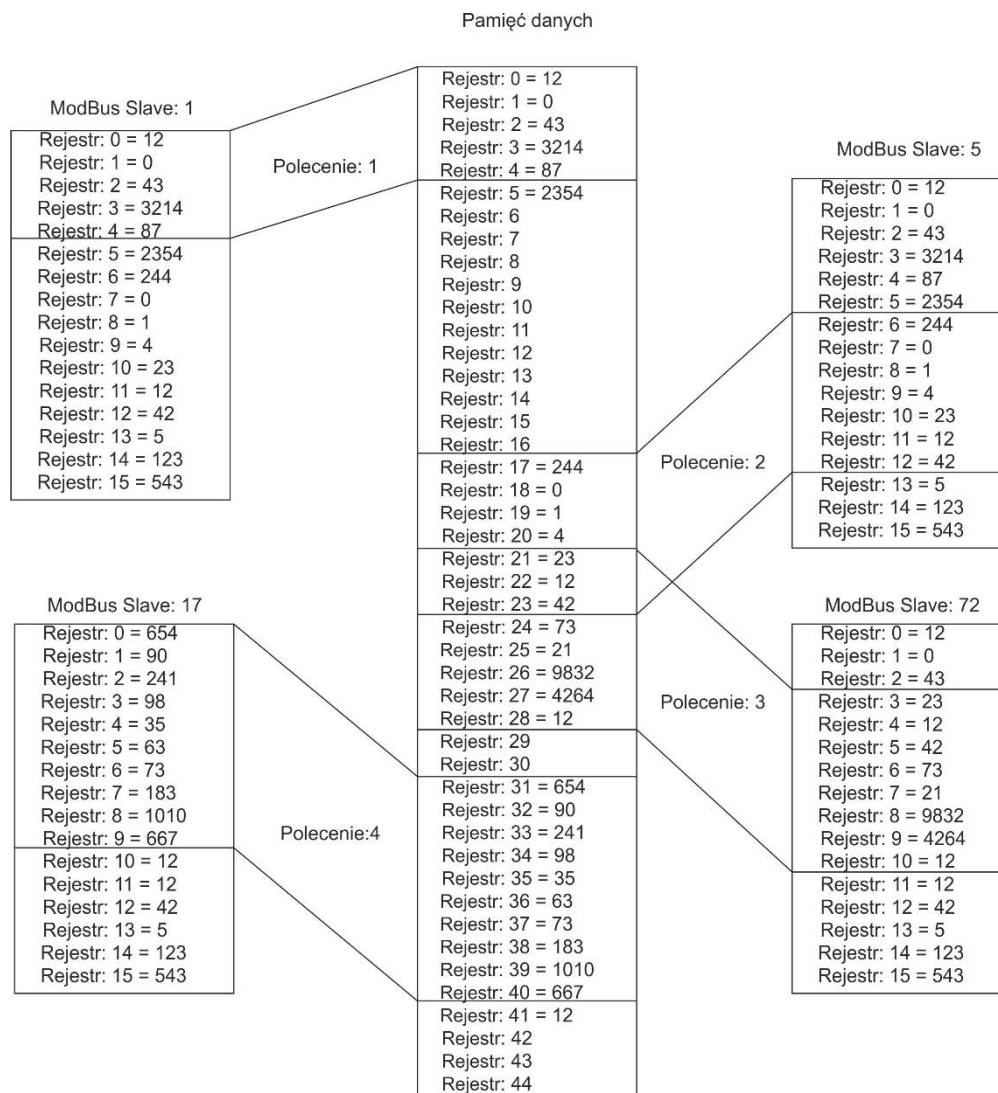 Pamięć danych
ModBus Slave: 1
Rejestr: 0 = 12
Rejestr: 1 = 0
Rejestr: 2 = 43
Rejestr: 3 = 3214
Rejestr: 4 = 87
Rejestr: 5 = 2354
Rejestr: 6 = 244
Rejestr: 7 = 0
Rejestr: 8 = 1
Rejestr: 9 = 4
Rejestr: 10 = 23
Rejestr: 11 = 12
Rejestr: 12 = 42
Rejestr: 13 = 5
Rejestr: 14 = 123
Rejestr: 15 = 543
Polecenie: 1
ModBus Slave: 17
Rejestr: 0 = 654
Rejestr: 1 = 90
Rejestr: 2 = 241
Rejestr: 3 = 98
Rejestr: 4 = 35
Rejestr: 5 = 63
Rejestr: 6 = 73
Rejestr: 7 = 183
Rejestr: 8 = 1010
Rejestr: 9 = 667
Rejestr: 10 = 12
Rejestr: 11 = 12
Rejestr: 12 = 42
Rejestr: 13 = 5
Rejestr: 14 = 123
Rejestr: 15 = 543
Polecenie:4
Rejestr: 0 = 12
Rejestr: 1 = 0
Rejestr: 2 = 43
Rejestr: 3 = 3214
Rejestr: 4 = 87
Rejestr: 5 = 2354
Rejestr: 6
Rejestr: 7
Rejestr: 8
Rejestr: 9
Rejestr: 10
Rejestr: 11
Rejestr: 12
Rejestr: 13
Rejestr: 14
Rejestr: 15
Rejestr: 16
Rejestr: 17 = 244
Rejestr: 18 = 0
Rejestr: 19 = 1
Rejestr: 20 = 4
Rejestr: 21 = 23
Rejestr: 22 = 12
Rejestr: 23 = 42
Rejestr: 24 = 73
Rejestr: 25 = 21
Rejestr: 26 = 9832
Rejestr: 27 = 4264
Rejestr: 28 = 12
Rejestr: 29
Rejestr: 30
Rejestr: 31 = 654
Rejestr: 32 = 90
Rejestr: 33 = 241
Rejestr: 34 = 98
Rejestr: 35 = 35
Rejestr: 36 = 63
Rejestr: 37 = 73
Rejestr: 38 = 183
Rejestr: 39 = 1010
Rejestr: 40 = 667
Rejestr: 41 = 12
Rejestr: 42
Rejestr: 43
Rejestr: 44
Polecenie: 2
ModBus Slave: 5
Rejestr: 0 = 12
Rejestr: 1 = 0
Rejestr: 2 = 43
Rejestr: 3 = 3214
Rejestr: 4 = 87
Rejestr: 5 = 2354
Rejestr: 6 = 244
Rejestr: 7 = 0
Rejestr: 8 = 1
Rejestr: 9 = 4
Rejestr: 10 = 23
Rejestr: 11 = 12
Rejestr: 12 = 42
Rejestr: 13 = 5
Rejestr: 14 = 123
Rejestr: 15 = 543
Polecenie: 3
ModBus Slave: 72
Rejestr: 0 = 12
Rejestr: 1 = 0
Rejestr: 2 = 43
Rejestr: 3 = 23
Rejestr: 4 = 12
Rejestr: 5 = 42
Rejestr: 6 = 73
Rejestr: 7 = 21
Rejestr: 8 = 9832
Rejestr: 9 = 4264
Rejestr: 10 = 12
Rejestr: 11 = 12
Rejestr: 12 = 42
Rejestr: 13 = 5
Rejestr: 14 = 123
Rejestr: 15 = 543